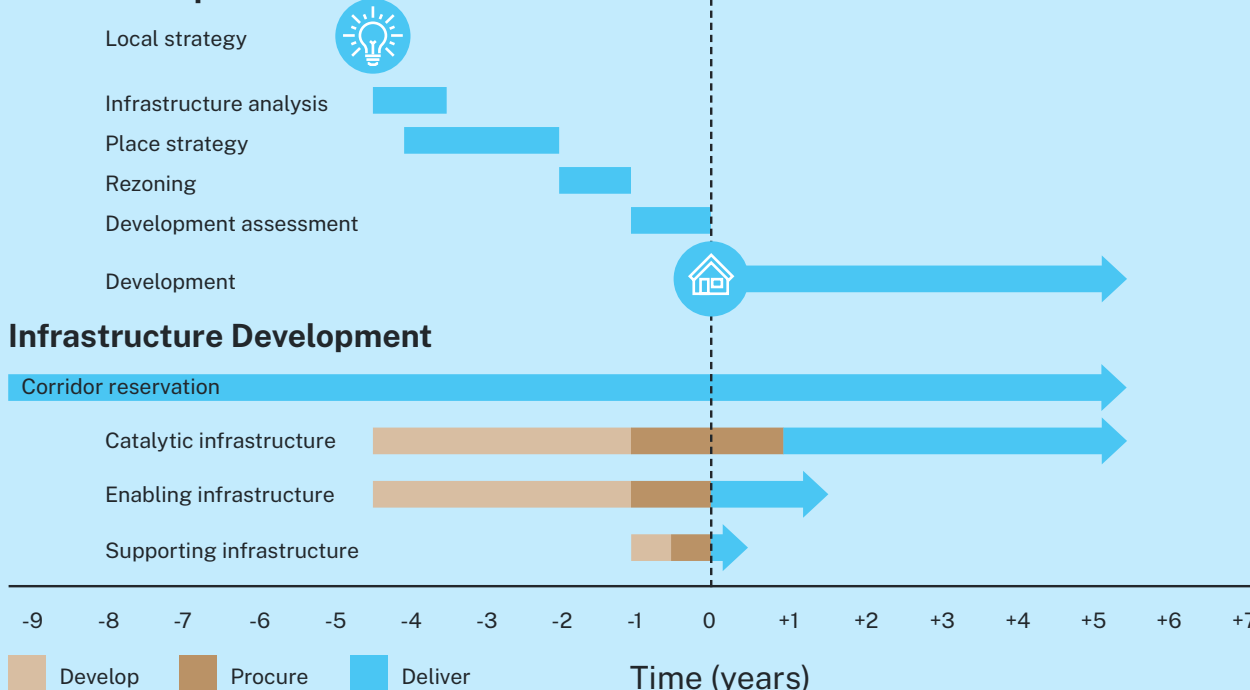 Local strategy
Infrastructure analysis
Place strategy
Rezoning
Development assessment
Development
Infrastructure Development
Corridor reservation
Catalytic infrastructure
Enabling infrastructure
Supporting infrastructure
-9 -8 -7 -6 -5 -4 -3 -2 -1 0 +1 +2 +3 +4 +5 +6 +7
Develop Procure Deliver Time (years)